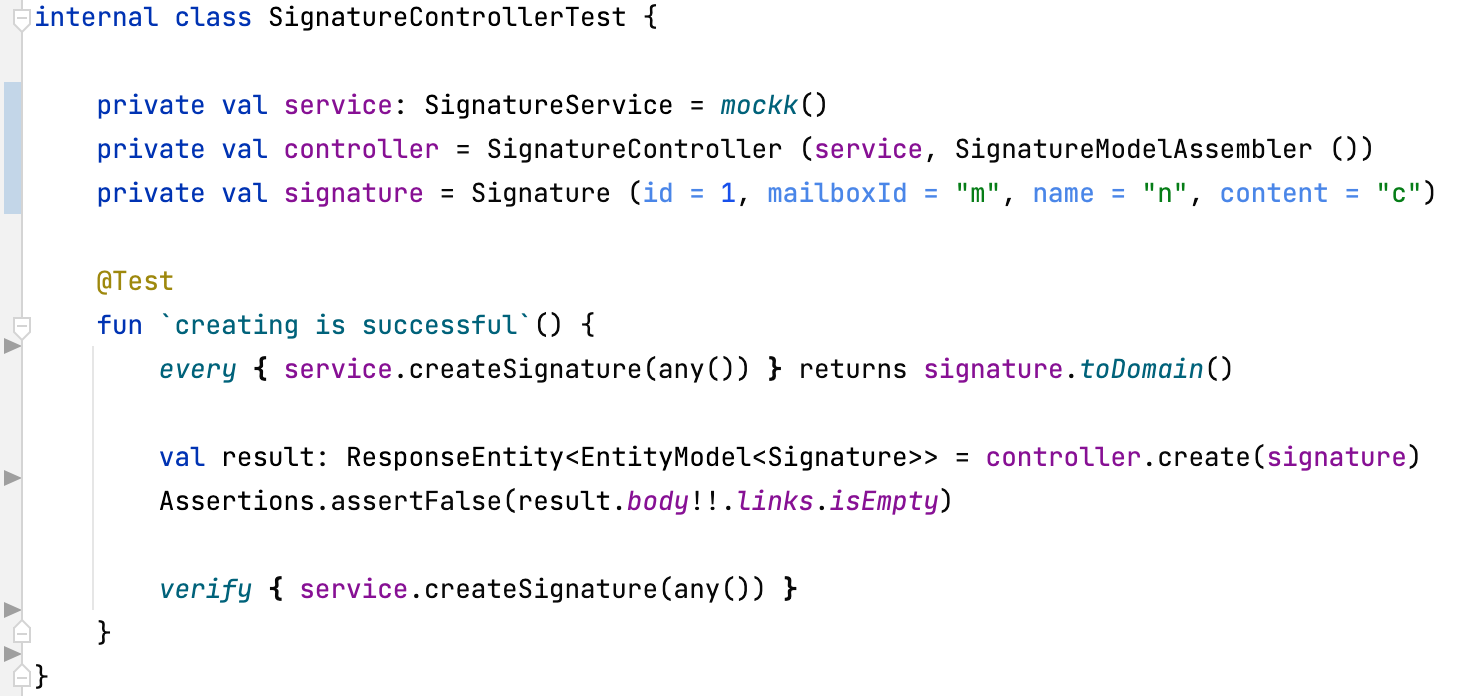 internal class SignatureControllerTest {
    private val service: SignatureService = mockk()
    private val controller = SignatureController (service, SignatureModelAssembler ())
    private val signature = Signature (id = 1, mailboxId = "m", name = "n", content = "c")
    @Test
    fun `creating is successful`() {
        every { service.createSignature(any()) } returns signature.toDomain()
        val result: ResponseEntity<EntityModel<Signature>> = controller.create(signature)
        Assertions.assertFalse(result.body!!.links.isEmpty)
        verify { service.createSignature(any()) }
    }
}